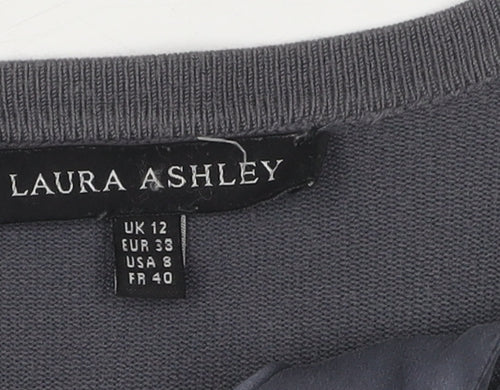 LAURA ASHLEY
UK 12
EUR 38
USA 8
FR 40